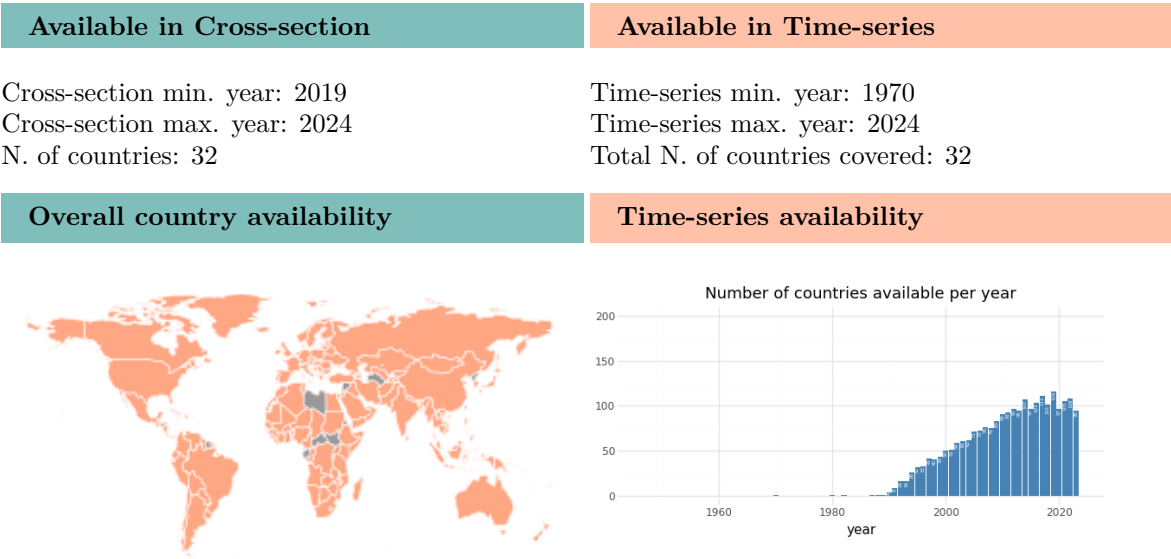 Available in Cross-section
Available in Time-series
Cross-section min. year: 2019
Cross-section max. year: 2024
N. of countries: 32
Time-series min. year: 1970
Time-series max. year: 2024
Total N. of countries covered: 32
Overall country availability
Time-series availability
Number of countries available per year
200
150
100
50
0
1960
1980
2000
2020
year